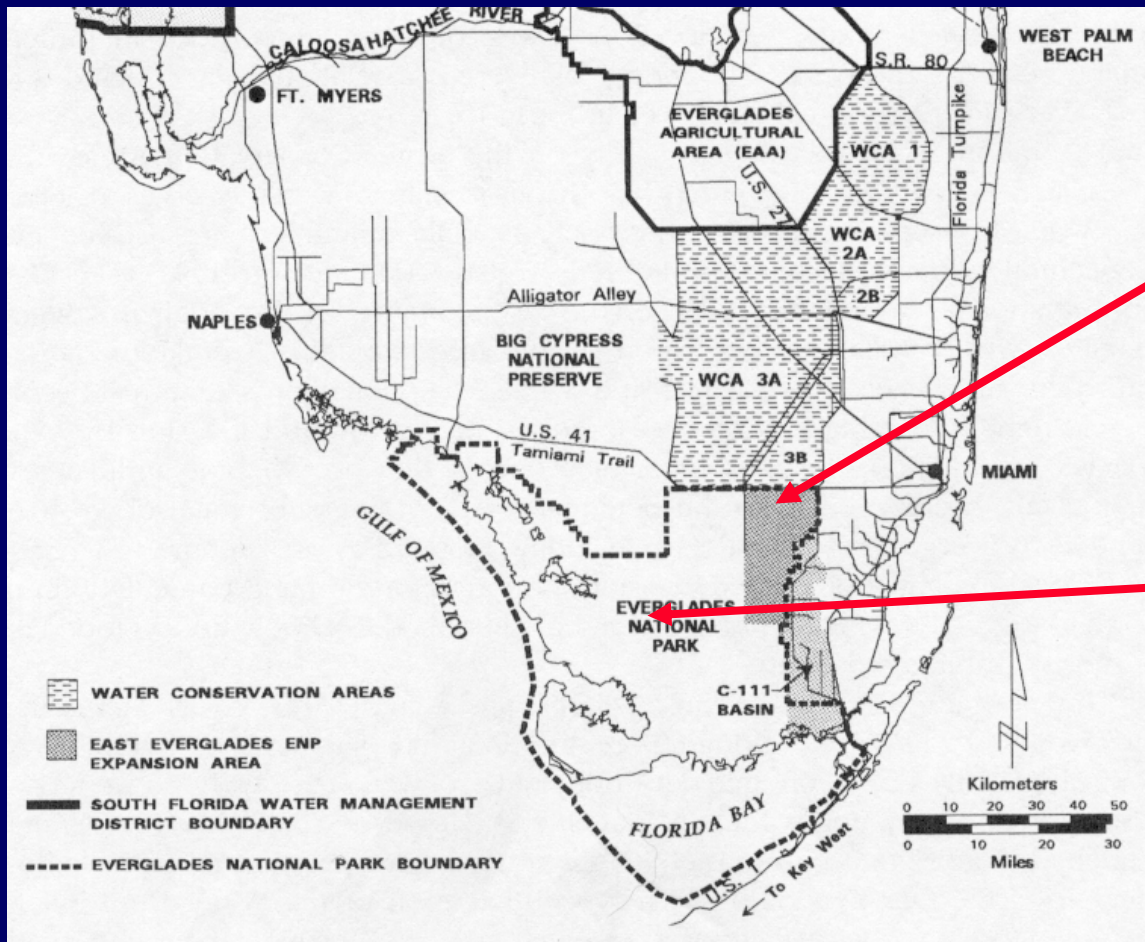 CALOOSAHATCHEE RIVER
WEST PALM
BEACH
S.R. 80
FT. MYERS
EVERGLADES
AGRICULTURAL
AREA (EAA)
WCA 1
Florida Turnpike
U.S. 27
WCA
2A
2B
Alligator Alley
NAPLES
BIG CYPRESS
NATIONAL
PRESERVE
WCA 3A
U.S. 41
Tamiami Trail
3B
MIAMI
GULF OF MEXICO
EVERGLADES
NATIONAL
PARK
C-111
BASIN
WATER CONSERVATION AREAS
EAST EVERGLADES ENP
EXPANSION AREA
SOUTH FLORIDA WATER MANAGEMENT
DISTRICT BOUNDARY
EVERGLADES NATIONAL PARK BOUNDARY
FLORIDA BAY
U.S. 1
To Key West
N
Kilometers
0 10 20 30 40 50
0 10 20 30
Miles